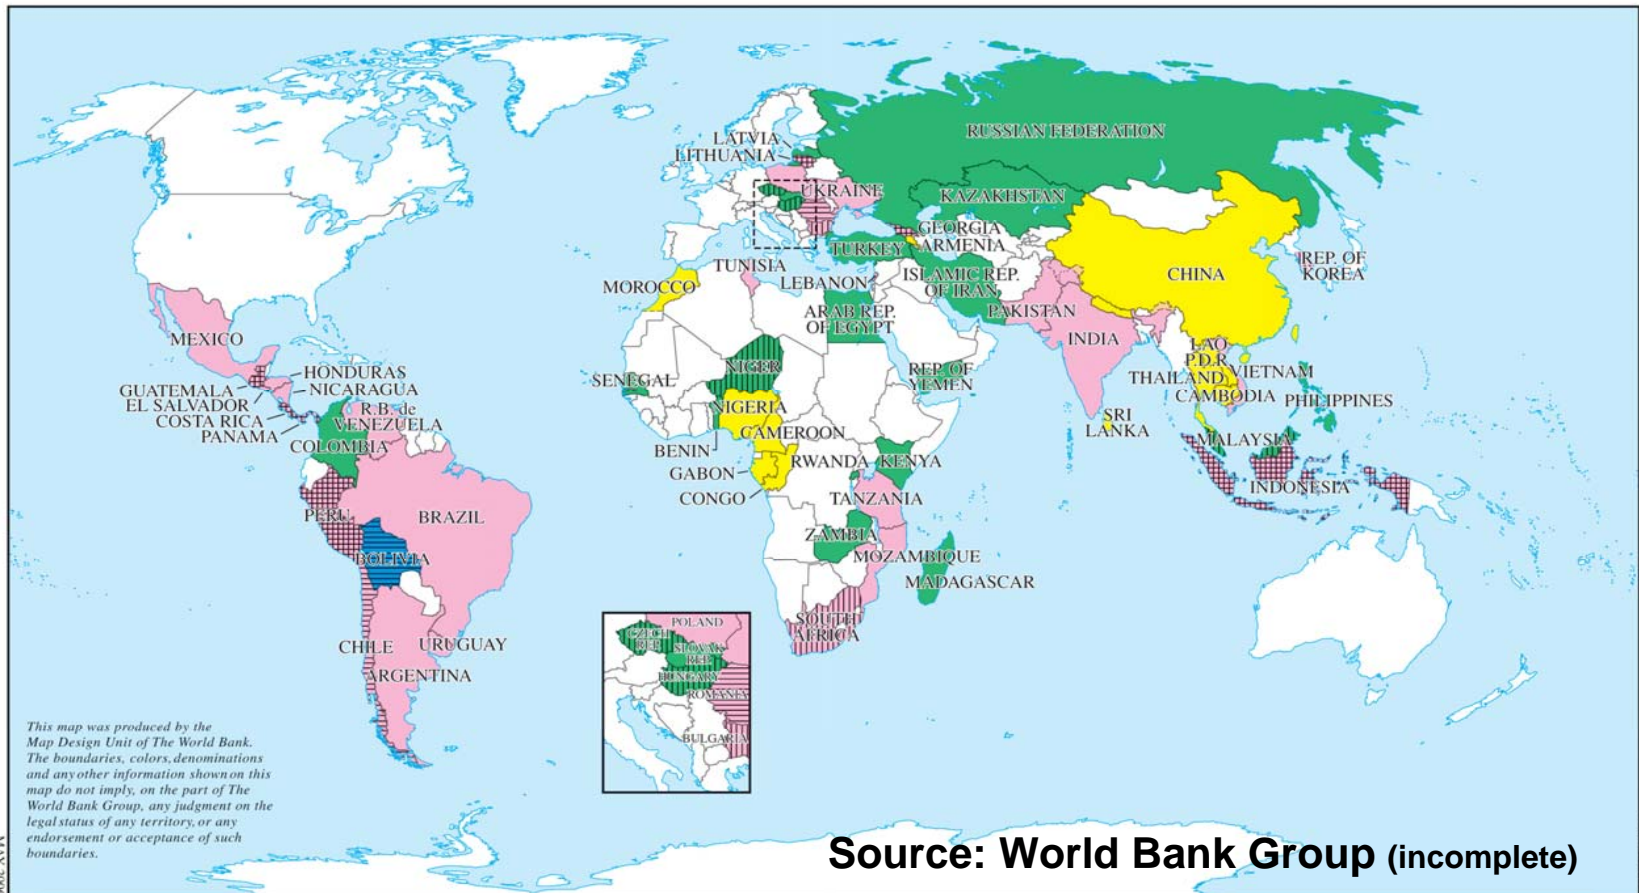 RUSSIAN FEDERATION
LATVIA
LITHUANIA
UKRAINE
KAZAKHSTAN
GEORGIA
ARMENIA
TURKEY
REP. OF
KOREA
TUNISIA
LEBANON
ISLAMIC REP.
OF IRAN
CHINA
MOROCCO
ARAB REP.
OF EGYPT
PAKISTAN
INDIA
MEXICO
LAO
P.D.R.
VIETNAM
THAILAND
CAMBODIA
PHILIPPINES
HONDURAS
NICARAGUA
GUATEMALA
EL SALVADOR
COSTA RICA
PANAMA
R.B. de
VENEZUELA
COLOMBIA
SENEGAL
NIGER
REP. OF
YEMEN
NIGERIA
CAMEROON
BENIN
GABON
CONGO
RWANDA
KENYA
SRI
LANKA
MALAYSIA
INDONESIA
TANZANIA
PERU
BRAZIL
BOLIVIA
ZAMBIA
MOZAMBIQUE
MADAGASCAR
SOUTH
AFRICA
CHILE
URUGUAY
ARGENTINA
POLAND
CZECH
REP.
SLOVAK
REP.
HUNGARY
ROMANIA
BULGARIA
This map was produced by the
Map Design Unit of The World Bank.
The boundaries, colors, denominations
and any other information shown on this
map do not imply, on the part of The
World Bank Group, any judgment on the
legal status of any territory, or any
endorsement or acceptance of such
boundaries.
Source: World Bank Group (incomplete)